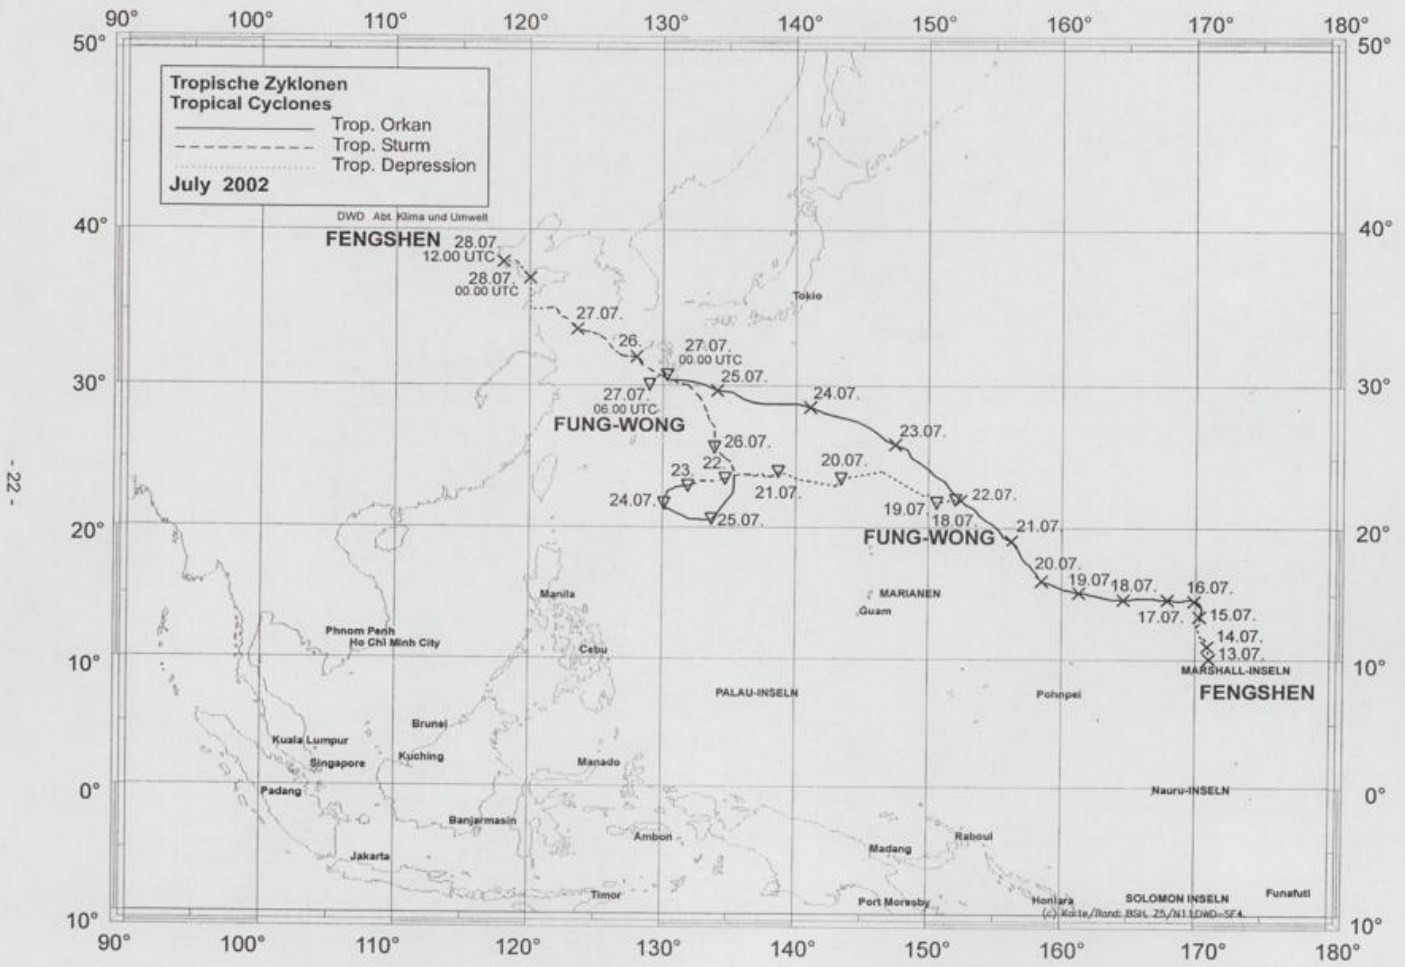 90° 100° 110° 120° 130° 140° 150° 160° 170° 180°
50° 50°
Tropische Zyklonen
Tropical Cyclones
Trop. Orkan
Trop. Sturm
Trop. Depression
July 2002
DWD Abt. Klima und Umwelt
40° 40°
FENGSHEN
28.07.
12.00 UTC
28.07.
00.00 UTC
Tokio
27.07.
26.
27.07.
00.00 UTC
30° 30°
25.07.
24.07.
27.07.
06.00 UTC
FUNG-WONG
23.07.
26.07.
23.
22.
21.07.
20.07.
24.07.
25.07.
19.07.
18.07.
22.07.
FUNG-WONG
21.07.
- 22 -
20° 20°
20.07.
19.07.
18.07.
16.07.
17.07.
15.07.
14.07.
13.07.
Manila
MARIANEN
Guam
Phnom Penh
Ho Chi Minh City
Cebu
10° 10°
MARSHALL-INSELN
FENGSHEN
PALAU-INSELN
Pohnpei
Brunei
Kuala Lumpur
Kuching
Singapore
Manado
0° 0°
Padang
Nauru-INSELN
Banjarmasin
Ambon
Raboul
Madang
Jakarta
Timor
Port Moresby
Honiara
SOLOMON INSELN
Funafuti
(c) Karte/Rand: BSH, Z5/N11;DWD-SF4.
10° 10°
90° 100° 110° 120° 130° 140° 150° 160° 170° 180°